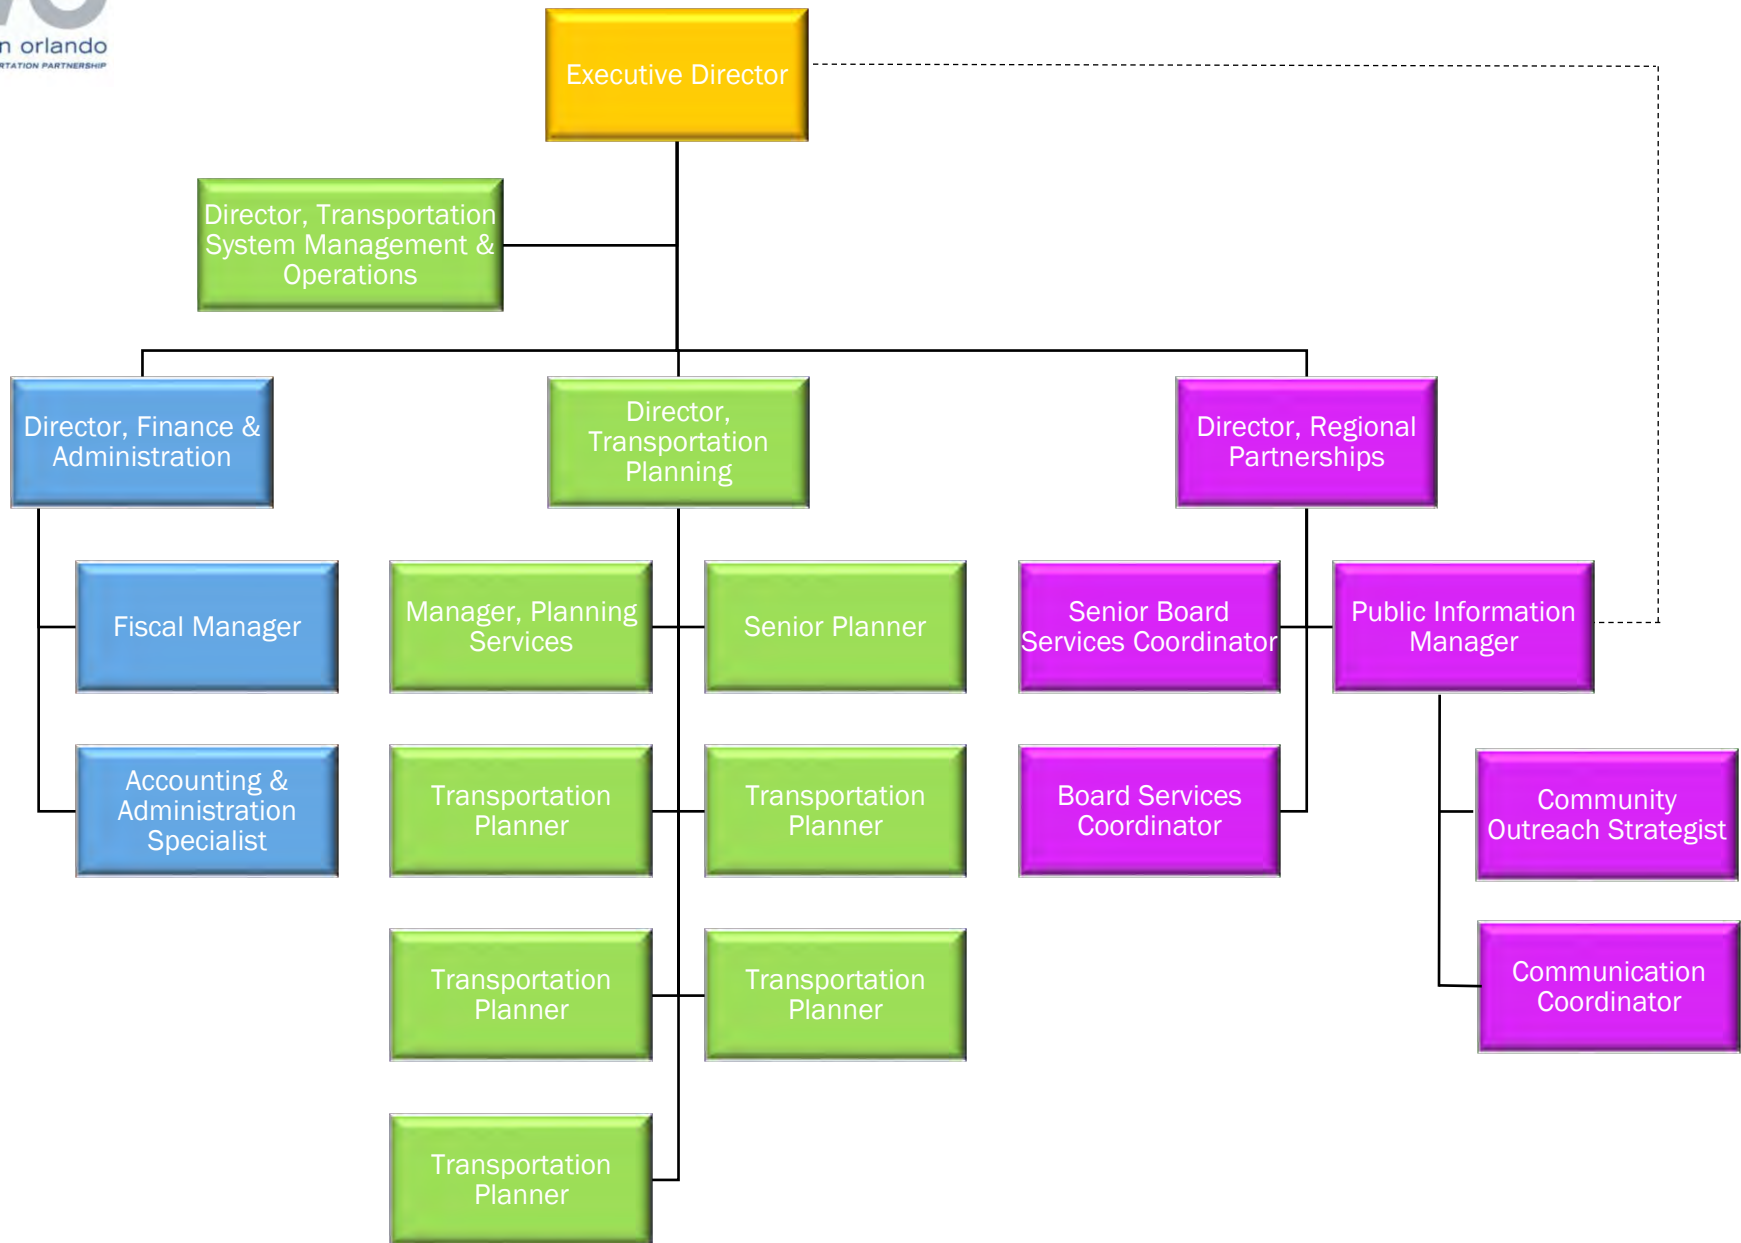 n orlando
RTATION PARTNERSHIP
Executive Director
Director, Transportation
System Management &
Operations
Director, Finance &
Administration
Director,
Transportation
Planning
Director, Regional
Partnerships
Fiscal Manager
Manager, Planning
Services
Senior Planner
Senior Board
Services Coordinator
Public Information
Manager
Accounting &
Administration
Specialist
Transportation
Planner
Transportation
Planner
Board Services
Coordinator
Community
Outreach Strategist
Transportation
Planner
Transportation
Planner
Communication
Coordinator
Transportation
Planner